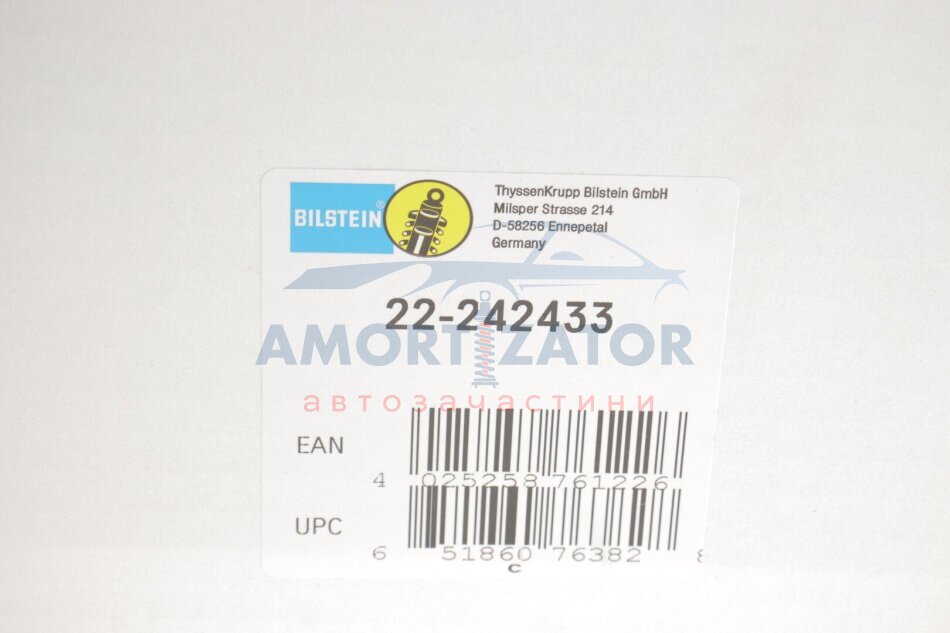 BILSTEIN®
ThyssenKrupp Bilstein GmbH
Milsper Strasse 214
D-58256 Ennepetal
Germany
22-242433
AMORTIZATOR
автозапчастини
EAN
4 025258 761226
UPC
6 51860 76382 8
C